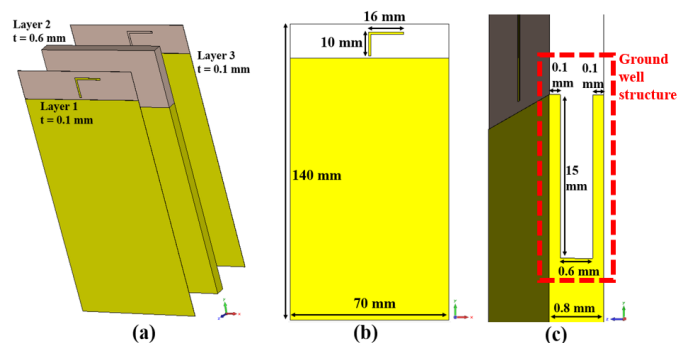 Layer 2
t = 0.6 mm
Layer 3
t = 0.1 mm
Layer 1
t = 0.1 mm
(a)
16 mm
10 mm
140 mm
70 mm
(b)
Ground
well
structure
0.1
mm
0.1
mm
15
mm
0.6 mm
0.8 mm
(c)